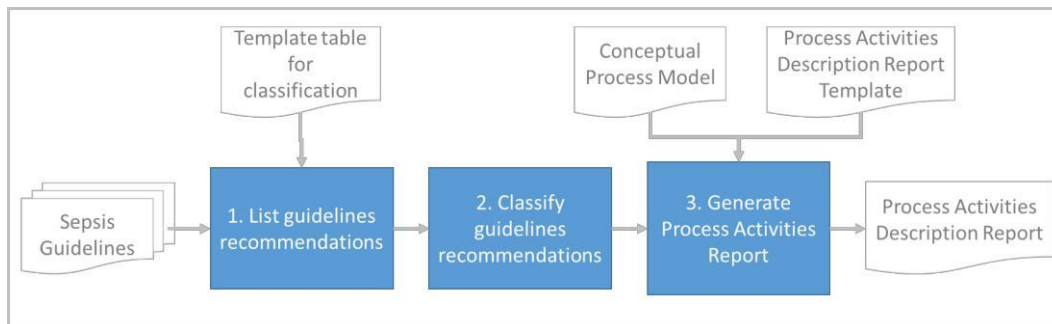 Template table
for
classification
Conceptual
Process Model
Process Activities
Description Report
Template
Sepsis
Guidelines
1. List guidelines
recommendations
2. Classify
guidelines
recommendations
3. Generate
Process Activities
Report
Process Activities
Description Report